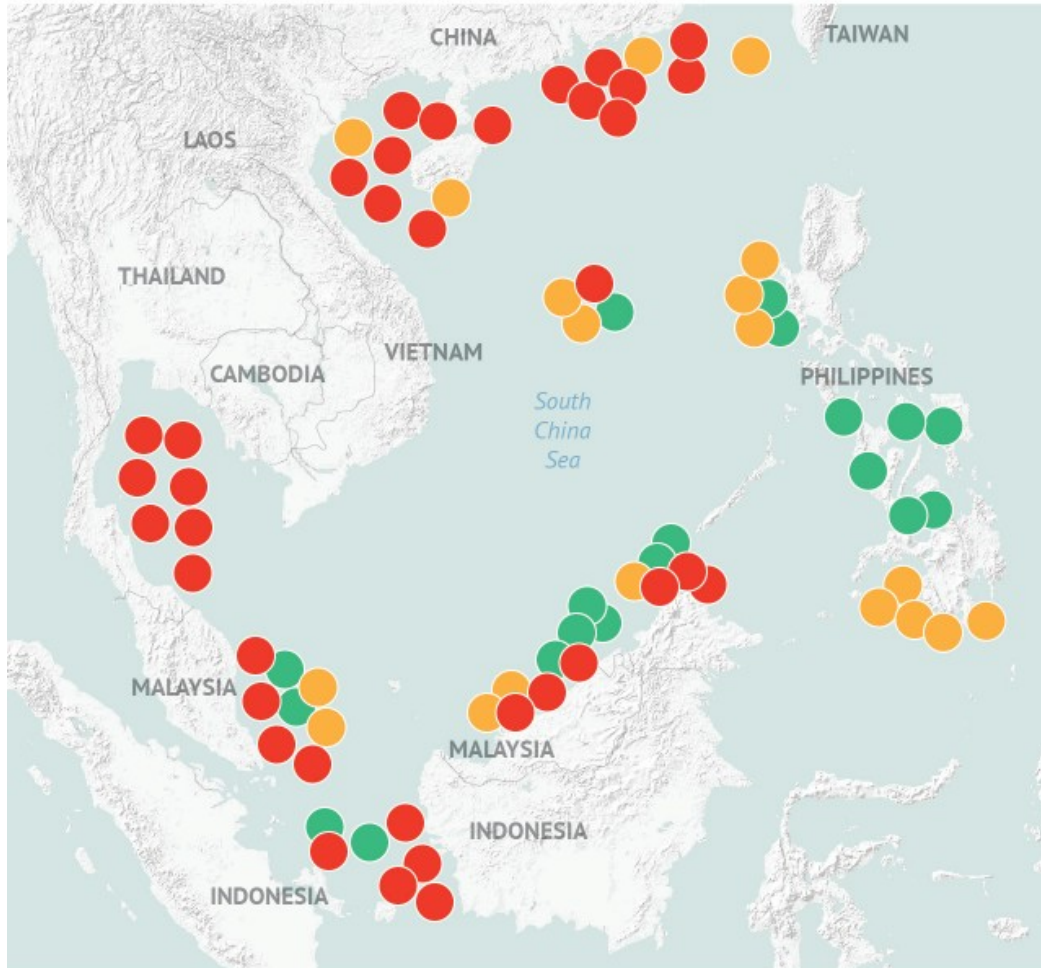 CHINA
TAIWAN
LAOS
THAILAND
VIETNAM
CAMBODIA
PHILIPPINES
South
China
Sea
MALAYSIA
MALAYSIA
INDONESIA
INDONESIA